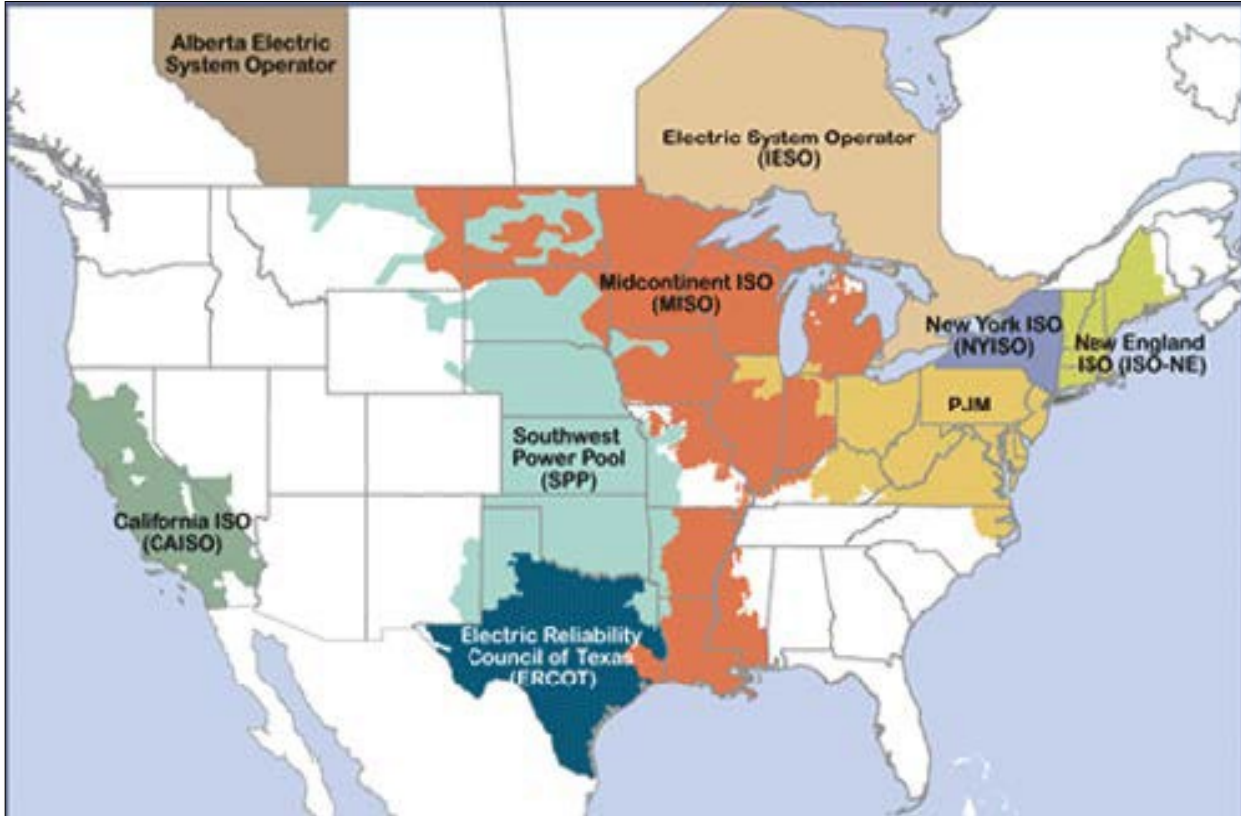 Alberta Electric
System Operator
Electric System Operator
(IESO)
Midcontinent ISO
(MISO)
New York ISO
(NYISO)
New England
ISO (ISO-NE)
PJM
Southwest
Power Pool
(SPP)
California ISO
(CAISO)
Electric Reliability
Council of Texas
(ERCOT)